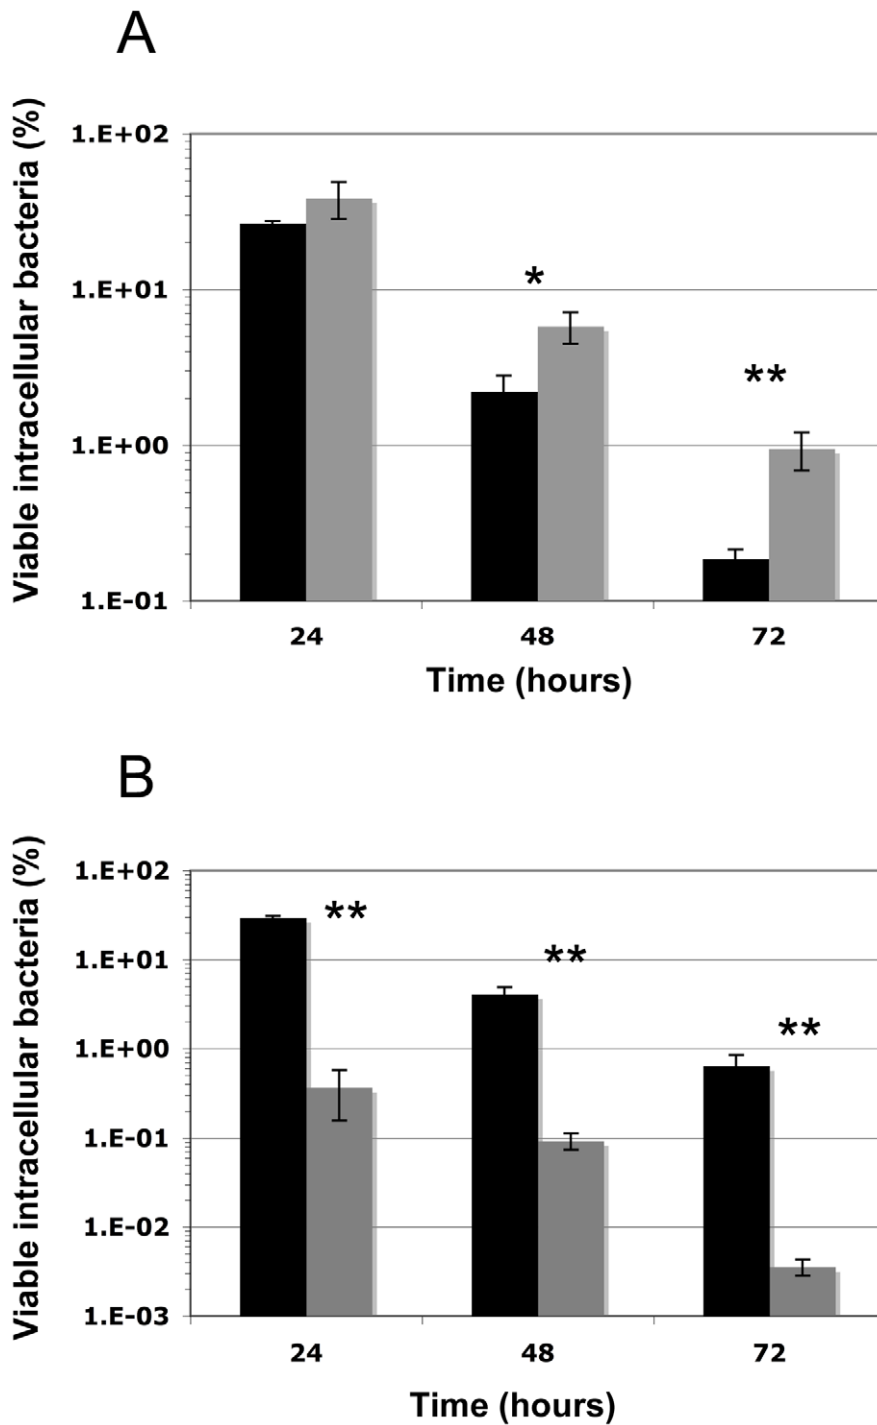 A
Viable intracellular bacteria (%)
1.E+02
1.E+01
1.E+00
1.E-01
*
**
24 48 72
Time (hours)
B
Viable intracellular bacteria (%)
1.E+02
1.E+01
1.E+00
1.E-01
1.E-02
1.E-03
**
**
**
24 48 72
Time (hours)